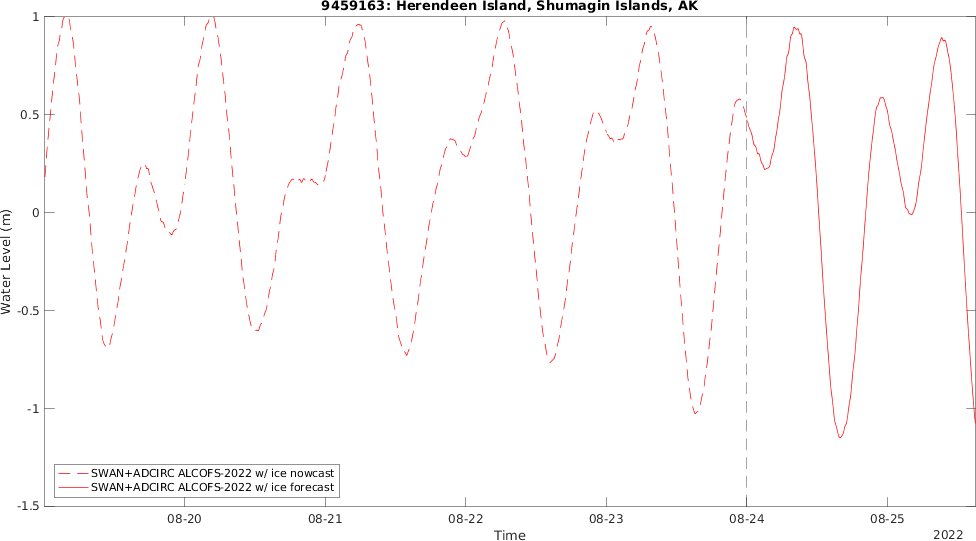 9459163: Herendeen Island, Shumagin Islands, AK
1
0.5
0
-0.5
-1
-1.5
Water Level (m)
SWAN+ADCIRC ALCOFS-2022 w/ ice nowcast
SWAN+ADCIRC ALCOFS-2022 w/ ice forecast
08-20
08-21
08-22
08-23
08-24
08-25
Time
2022